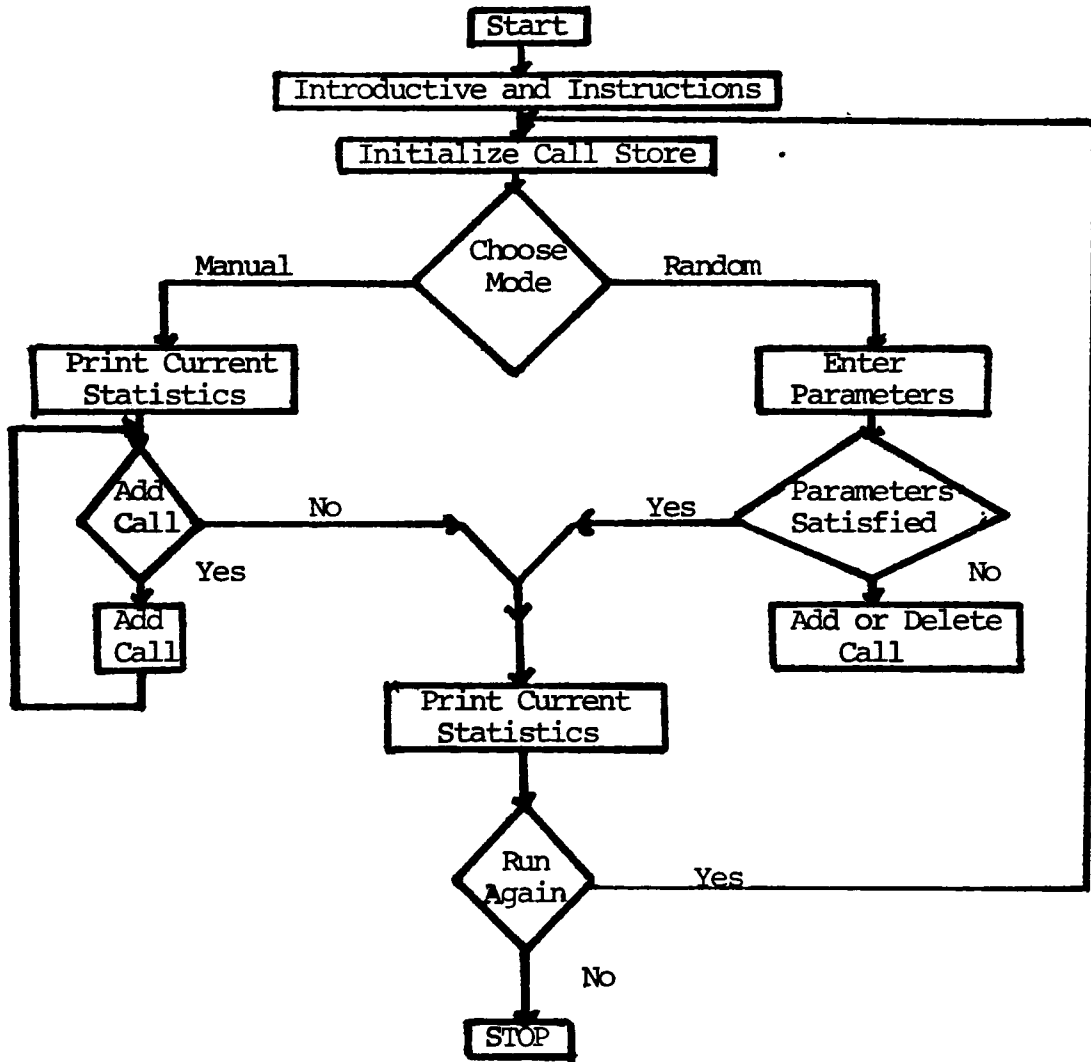 Start
Introductive and Instructions
Initialize Call Store
Choose
Mode
Manual
Random
Print Current
Statistics
Enter
Parameters
Add
Call
No
Yes
Parameters
Satisfied
Yes
No
Add
Call
Add or Delete
Call
Print Current
Statistics
Run
Again
Yes
No
STOP